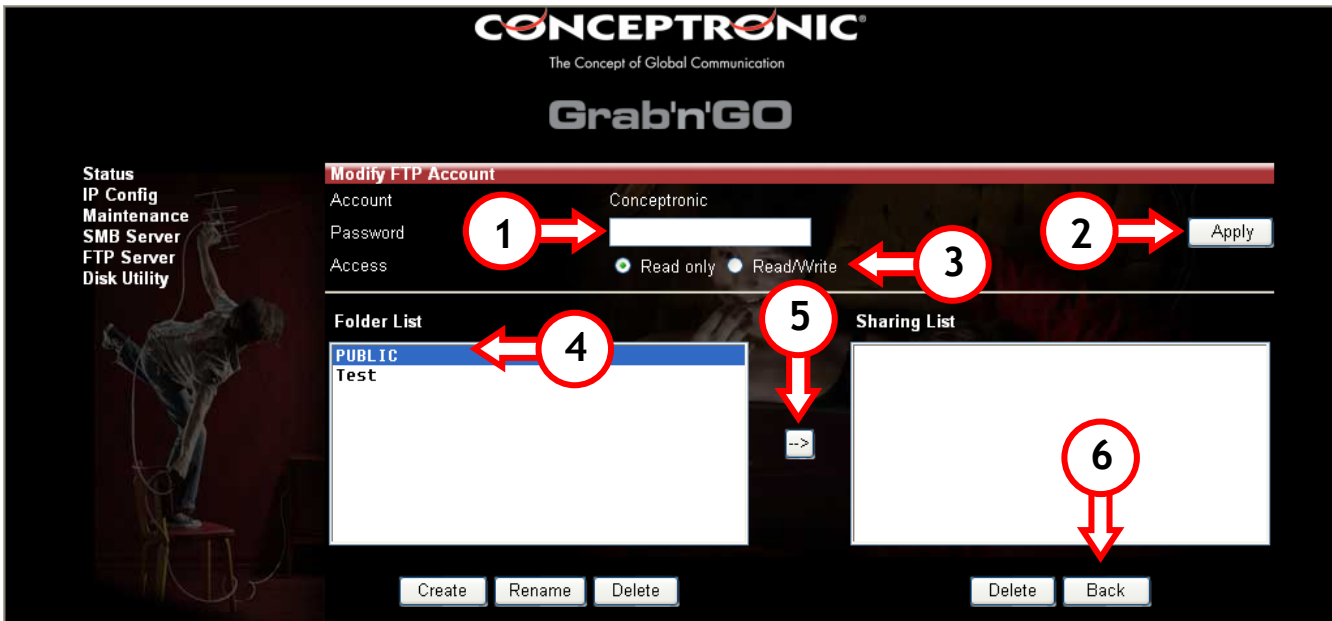 CONCEPTRONIC®
The Concept of Global Communication
Grab'n'GO
Status
IP Config
Maintenance
SMB Server
FTP Server
Disk Utility
Modify FTP Account
Account Conceptronic
Password 1 2 Apply
Access Read only Read/Write 3
Folder List 5 Sharing List
PUBLIC 4
Test
-->
6
Create Rename Delete Delete Back